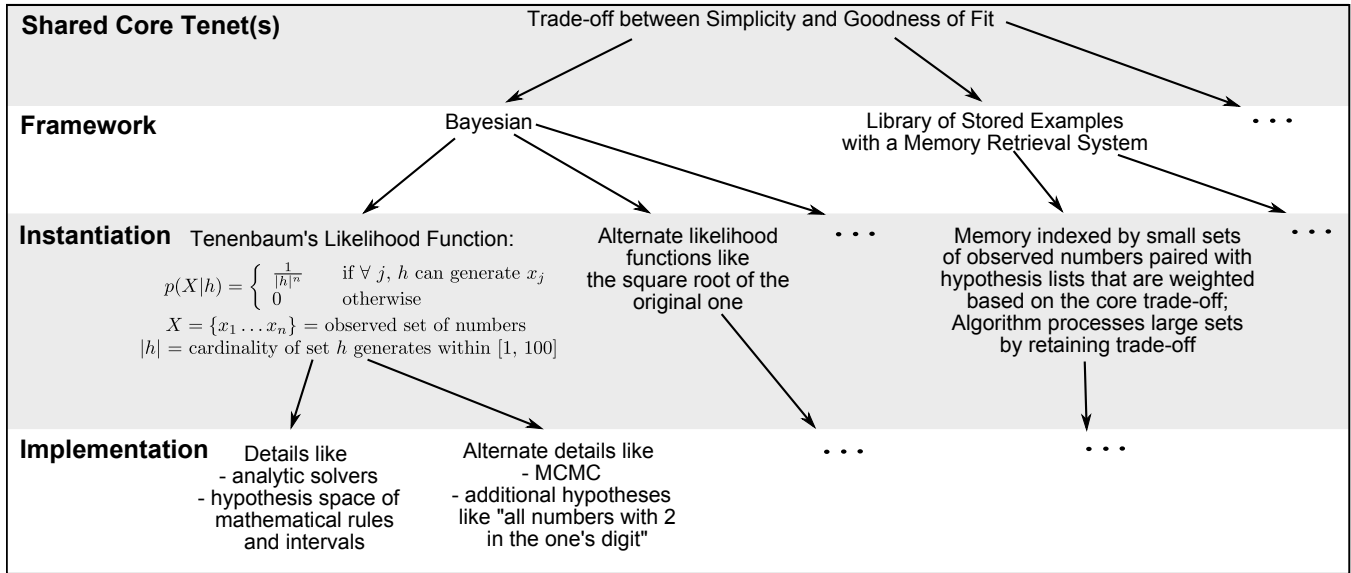 Shared Core Tenet(s)
Trade-off between Simplicity and Goodness of Fit
Framework
Bayesian
Library of Stored Examples
with a Memory Retrieval System
• • •
Instantiation
Tenenbaum's Likelihood Function:
p(X|h) = { 1/|h|^n if ∀ j, h can generate x_j
0 otherwise
X = {x_1 … x_n} = observed set of numbers
|h| = cardinality of set h generates within [1, 100]
Alternate likelihood
functions like
the square root of the
original one
• • •
Memory indexed by small sets
of observed numbers paired with
hypothesis lists that are weighted
based on the core trade-off;
Algorithm processes large sets
by retaining trade-off
• • •
Implementation
Details like
- analytic solvers
- hypothesis space of
mathematical rules
and intervals
Alternate details like
- MCMC
- additional hypotheses
like "all numbers with 2
in the one's digit"
• • •
• • •